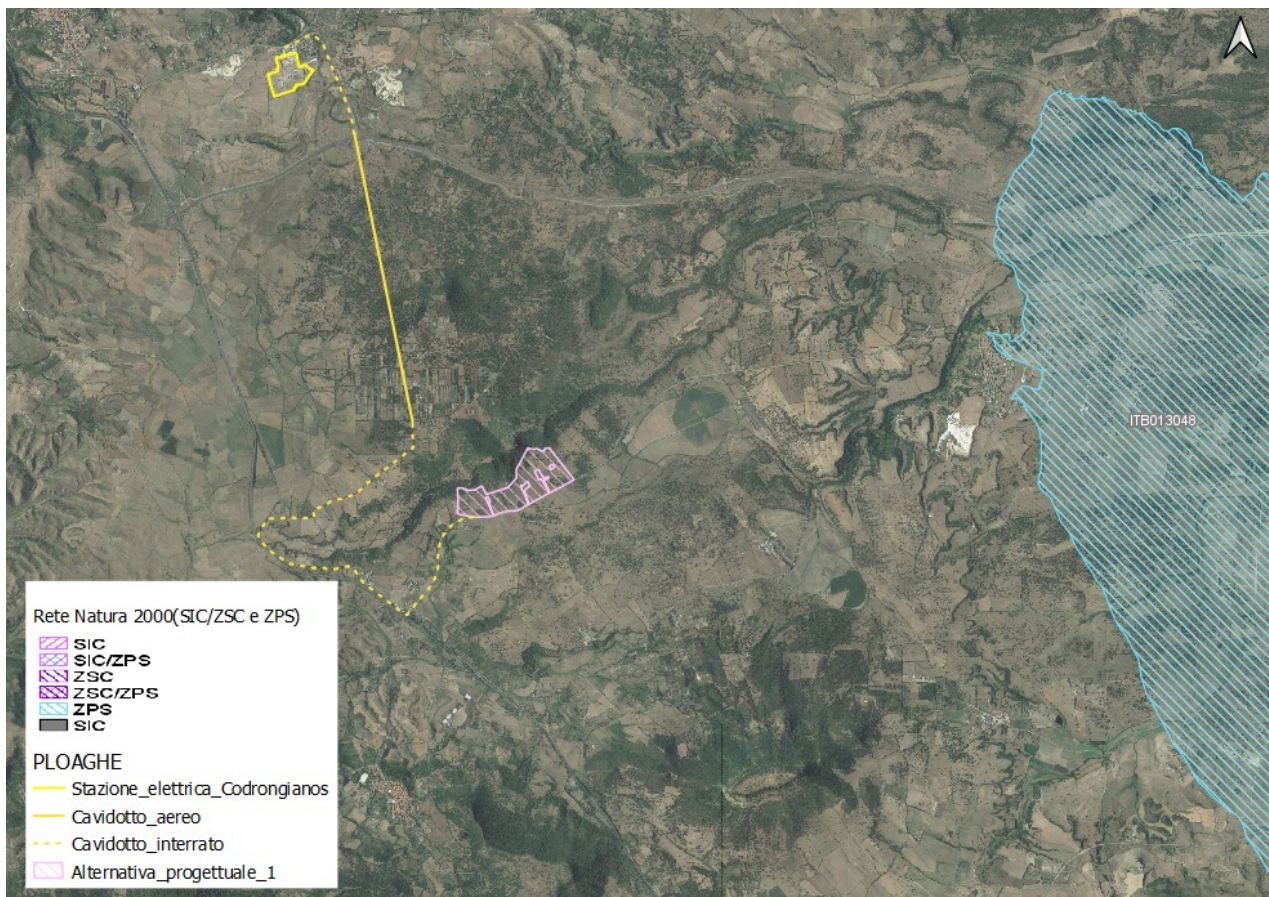 ITB013048
Rete Natura 2000(SIC/ZSC e ZPS)
SIC
SIC/ZPS
ZSC
ZSC/ZPS
ZPS
SIC
PLOAGHE
Stazione_elettrica_Codrongianos
Cavidotto_aereo
Cavidotto_interrato
Alternativa_progettuale_1